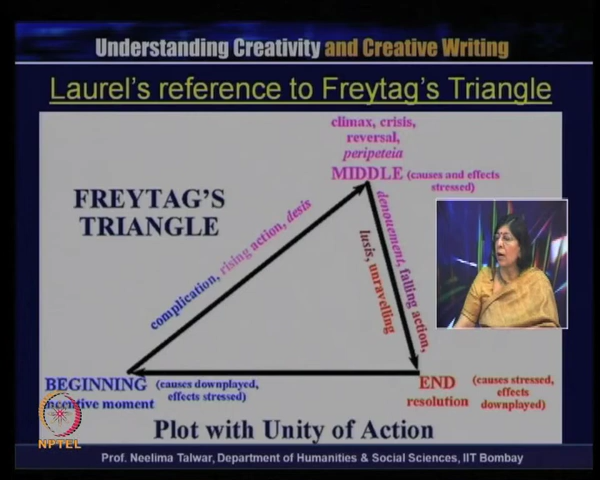 Understanding Creativity and Creative Writing
Laurel's reference to Freytag's Triangle
climax, crisis,
reversal,
peripeteia
MIDDLE (causes and effects
stressed)
FREYTAG'S
TRIANGLE
complication, rising action, desis
denouement, falling action,
lusis, unravelling
BEGINNING (causes downplayed,
incentive moment effects stressed)
END (causes stressed,
resolution effects
downplayed)
Plot with Unity of Action
NPTEL
Prof. Neelima Talwar, Department of Humanities & Social Sciences, IIT Bombay